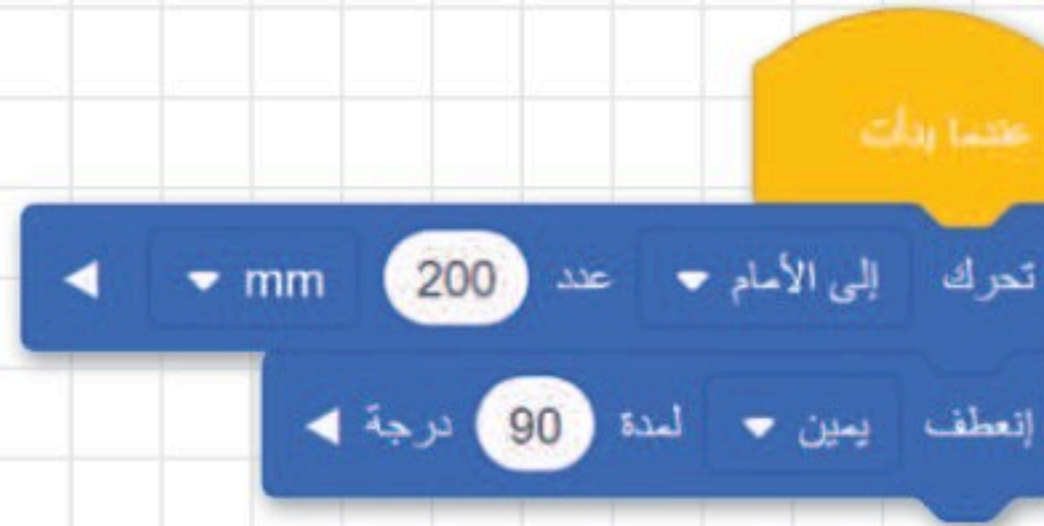 عندما بدأت
تحرك إلى الأمام عدد 200 mm
إنعطف يمين لمدة 90 درجة